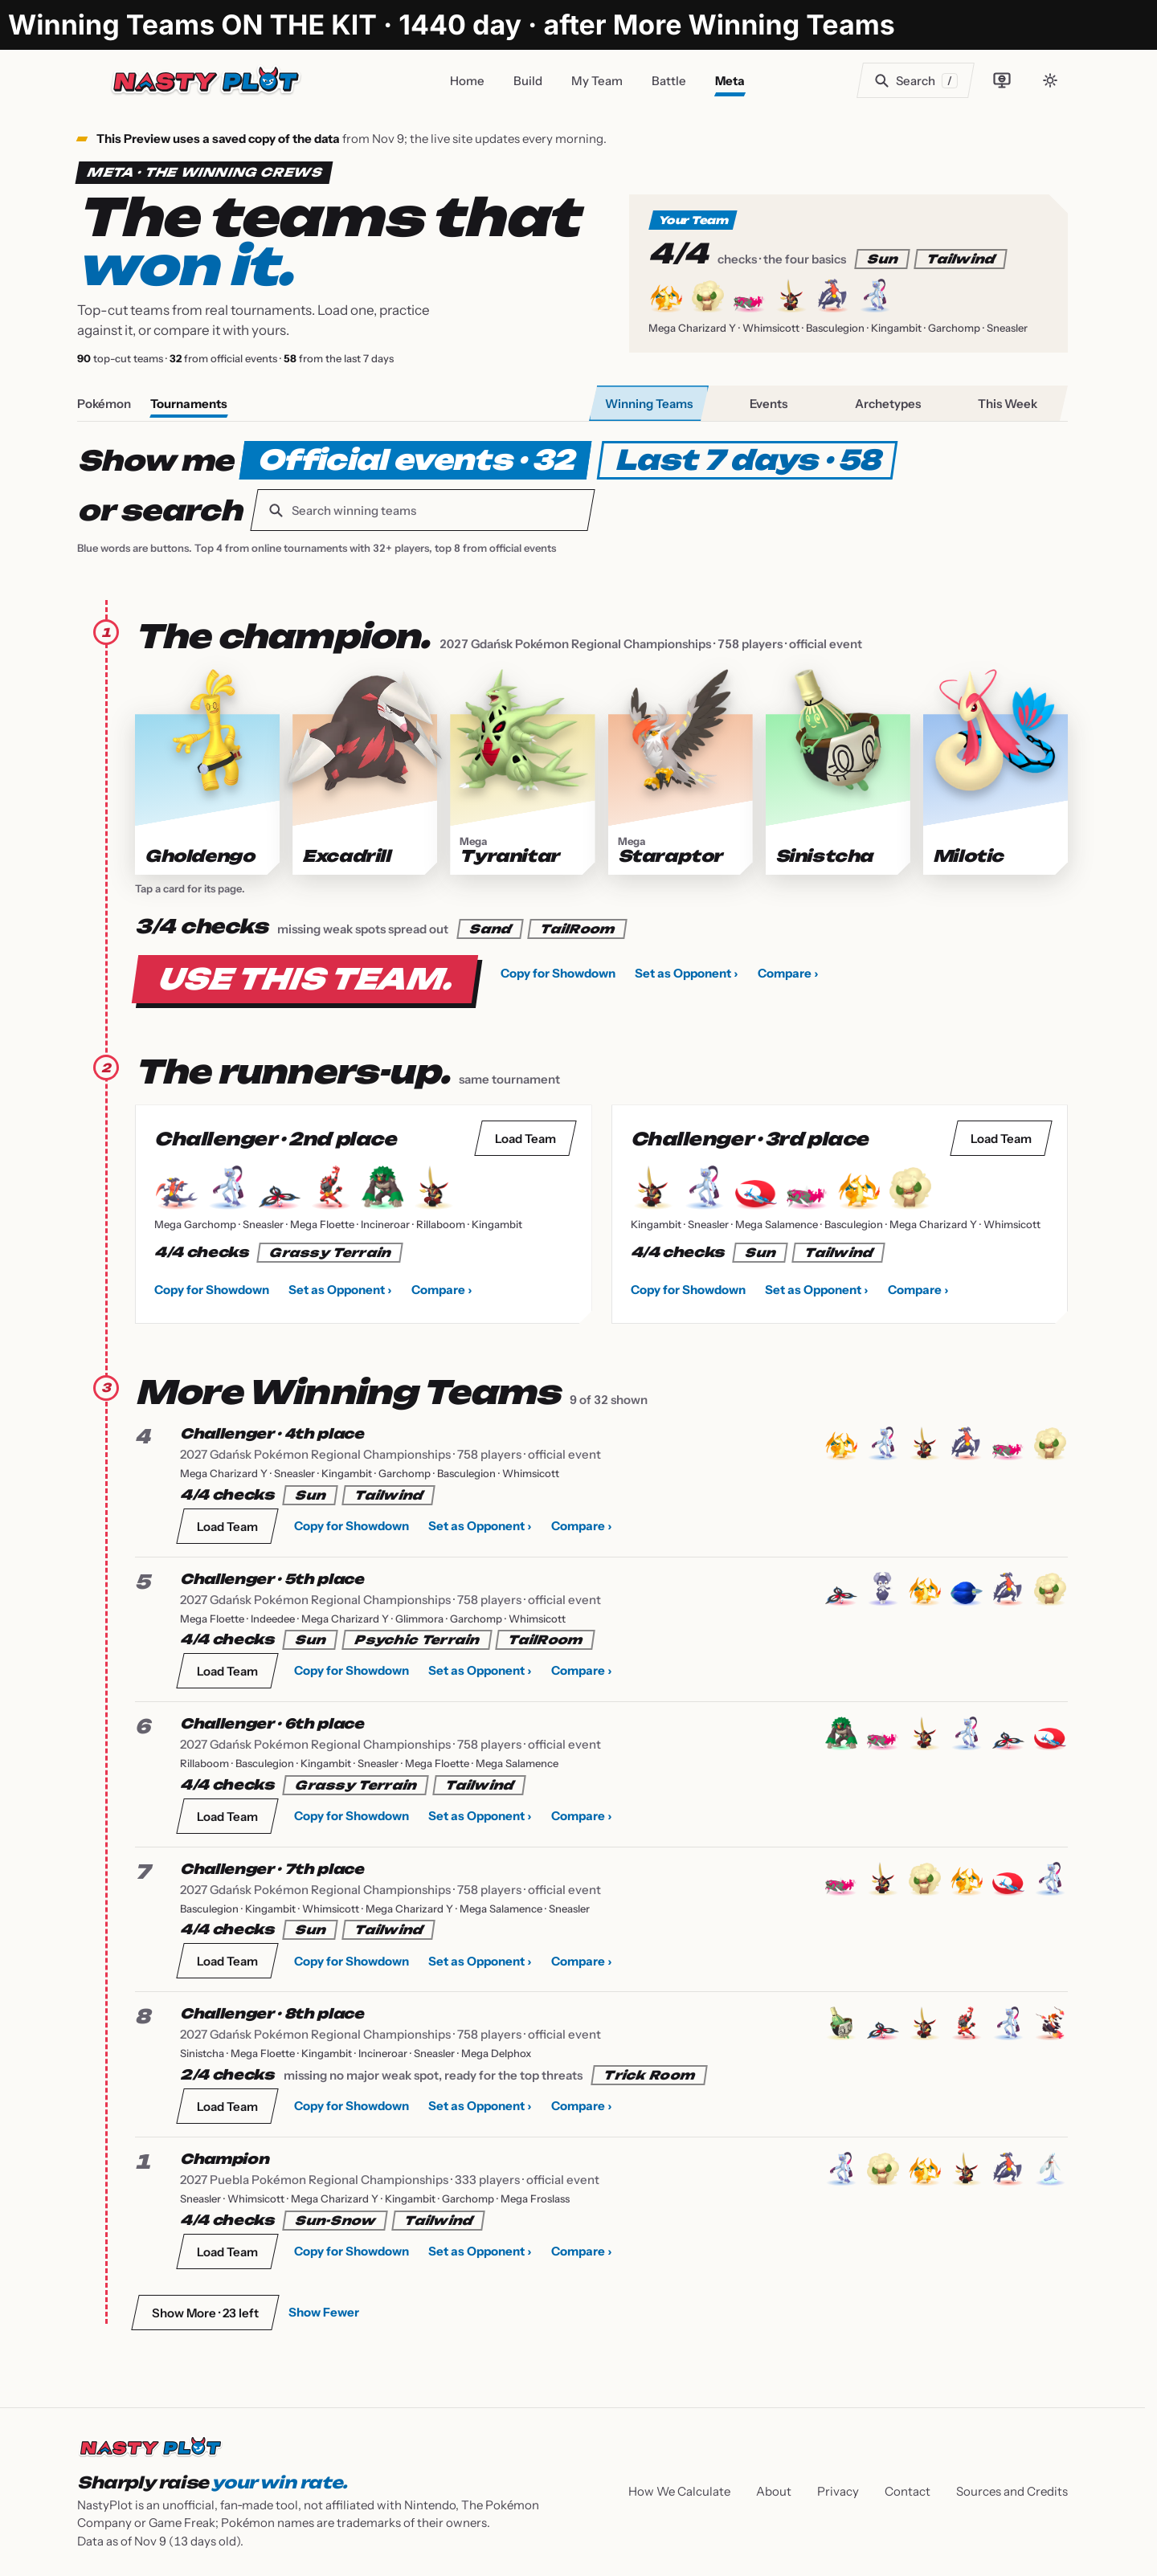 Winning Teams ON THE KIT · 1440 day · after More Winning Teams
NASTY PLOT
Home Build My Team Battle Meta
Search /
This Preview uses a saved copy of the data from Nov 9; the live site updates every morning.
META · THE WINNING CREWS
The teams that
won it.
Top-cut teams from real tournaments. Load one, practice
against it, or compare it with yours.
90 top-cut teams · 32 from official events · 58 from the last 7 days
Your Team
4/4 checks · the four basics Sun Tailwind
Mega Charizard Y · Whimsicott · Basculegion · Kingambit · Garchomp · Sneasler
Pokémon Tournaments
Winning Teams Events Archetypes This Week
Show me Official events · 32 Last 7 days · 58
or search Search winning teams
Blue words are buttons. Top 4 from online tournaments with 32+ players, top 8 from official events
1
The champion. 2027 Gdańsk Pokémon Regional Championships · 758 players · official event
Gholdengo
Excadrill
Mega
Tyranitar
Mega
Staraptor
Sinistcha
Milotic
Tap a card for its page.
3/4 checks missing weak spots spread out Sand TailRoom
USE THIS TEAM. Copy for Showdown Set as Opponent › Compare ›
2
The runners-up. same tournament
Challenger · 2nd place Load Team
Mega Garchomp · Sneasler · Mega Floette · Incineroar · Rillaboom · Kingambit
4/4 checks Grassy Terrain
Copy for Showdown Set as Opponent › Compare ›
Challenger · 3rd place Load Team
Kingambit · Sneasler · Mega Salamence · Basculegion · Mega Charizard Y · Whimsicott
4/4 checks Sun Tailwind
Copy for Showdown Set as Opponent › Compare ›
3
More Winning Teams 9 of 32 shown
4 Challenger · 4th place
2027 Gdańsk Pokémon Regional Championships · 758 players · official event
Mega Charizard Y · Sneasler · Kingambit · Garchomp · Basculegion · Whimsicott
4/4 checks Sun Tailwind
Load Team Copy for Showdown Set as Opponent › Compare ›
5 Challenger · 5th place
2027 Gdańsk Pokémon Regional Championships · 758 players · official event
Mega Floette · Indeedee · Mega Charizard Y · Glimmora · Garchomp · Whimsicott
4/4 checks Sun Psychic Terrain TailRoom
Load Team Copy for Showdown Set as Opponent › Compare ›
6 Challenger · 6th place
2027 Gdańsk Pokémon Regional Championships · 758 players · official event
Rillaboom · Basculegion · Kingambit · Sneasler · Mega Floette · Mega Salamence
4/4 checks Grassy Terrain Tailwind
Load Team Copy for Showdown Set as Opponent › Compare ›
7 Challenger · 7th place
2027 Gdańsk Pokémon Regional Championships · 758 players · official event
Basculegion · Kingambit · Whimsicott · Mega Charizard Y · Mega Salamence · Sneasler
4/4 checks Sun Tailwind
Load Team Copy for Showdown Set as Opponent › Compare ›
8 Challenger · 8th place
2027 Gdańsk Pokémon Regional Championships · 758 players · official event
Sinistcha · Mega Floette · Kingambit · Incineroar · Sneasler · Mega Delphox
2/4 checks missing no major weak spot, ready for the top threats Trick Room
Load Team Copy for Showdown Set as Opponent › Compare ›
1 Champion
2027 Puebla Pokémon Regional Championships · 333 players · official event
Sneasler · Whimsicott · Mega Charizard Y · Kingambit · Garchomp · Mega Froslass
4/4 checks Sun-Snow Tailwind
Load Team Copy for Showdown Set as Opponent › Compare ›
Show More · 23 left Show Fewer
NASTY PLOT
Sharply raise your win rate.
NastyPlot is an unofficial, fan-made tool, not affiliated with Nintendo, The Pokémon
Company or Game Freak; Pokémon names are trademarks of their owners.
Data as of Nov 9 (13 days old).
How We Calculate About Privacy Contact Sources and Credits